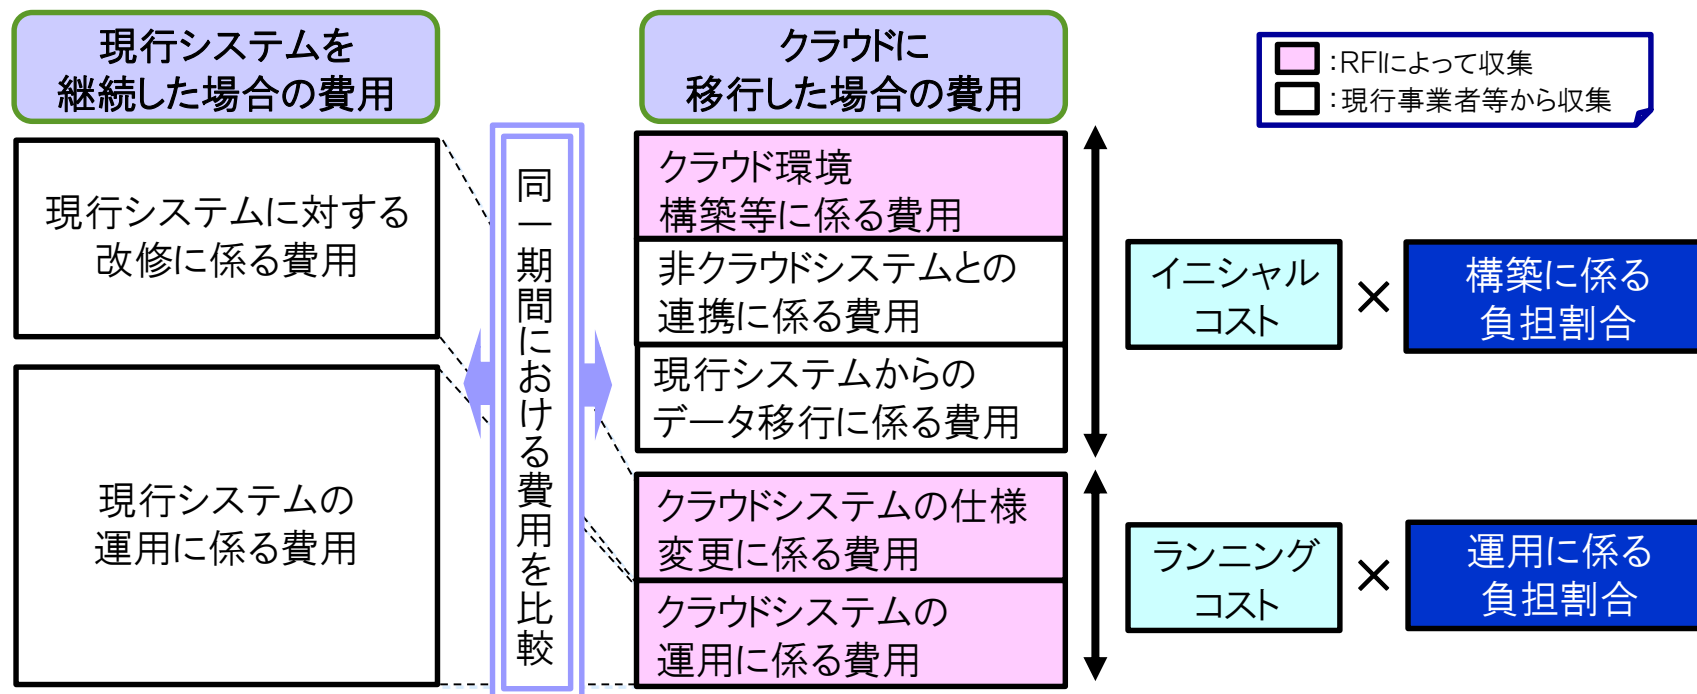 現行システムを
継続した場合の費用
クラウドに
移行した場合の費用
：RFIによって収集
：現行事業者等から収集
現行システムに対する
改修に係る費用
現行システムの
運用に係る費用
同一期間における費用を比較
クラウド環境
構築等に係る費用
非クラウドシステムとの
連携に係る費用
現行システムからの
データ移行に係る費用
クラウドシステムの仕様
変更に係る費用
クラウドシステムの
運用に係る費用
イニシャル
コスト
×
構築に係る
負担割合
ランニング
コスト
×
運用に係る
負担割合